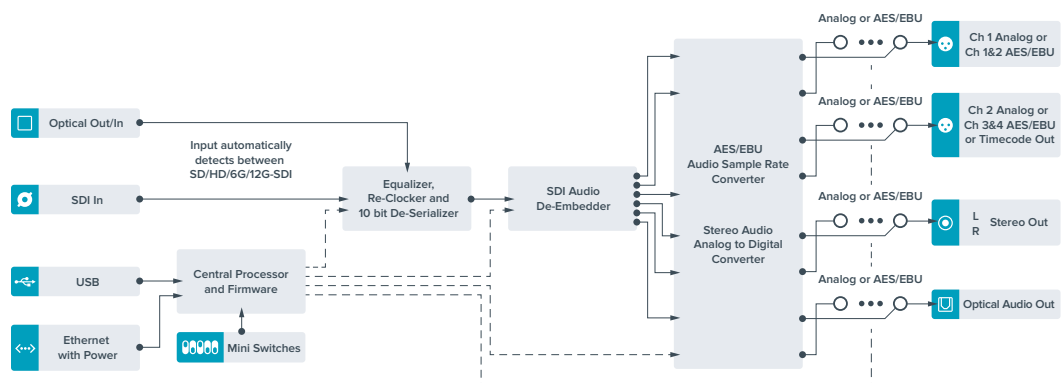 Analog or AES/EBU
Ch 1 Analog or
Ch 1&2 AES/EBU
Optical Out/In
Input automatically
detects between
SD/HD/6G/12G-SDI
Analog or AES/EBU
Ch 2 Analog or
Ch 3&4 AES/EBU
or Timecode Out
AES/EBU
Audio Sample Rate
Converter
SDI In
Equalizer,
Re-Clocker and
10 bit De-Serializer
SDI Audio
De-Embedder
Analog or AES/EBU
L
R
Stereo Out
Stereo Audio
Analog to Digital
Converter
USB
Central Processor
and Firmware
Analog or AES/EBU
Optical Audio Out
Ethernet
with Power
Mini Switches